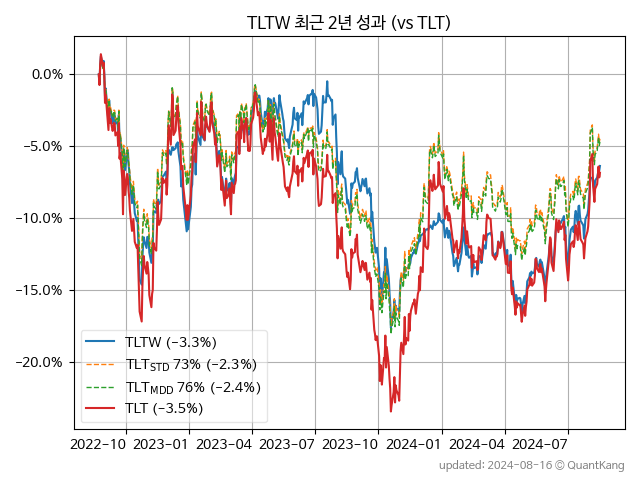 TLTW 최근 2년 성과 (vs TLT)
0.0%
−5.0%
−10.0%
−15.0%
−20.0%
TLTW (−3.3%)
TLT_STD 73% (−2.3%)
TLT_MDD 76% (−2.4%)
TLT (−3.5%)
2022-10 2023-01 2023-04 2023-07 2023-10 2024-01 2024-04 2024-07
updated: 2024-08-16 © QuantKang